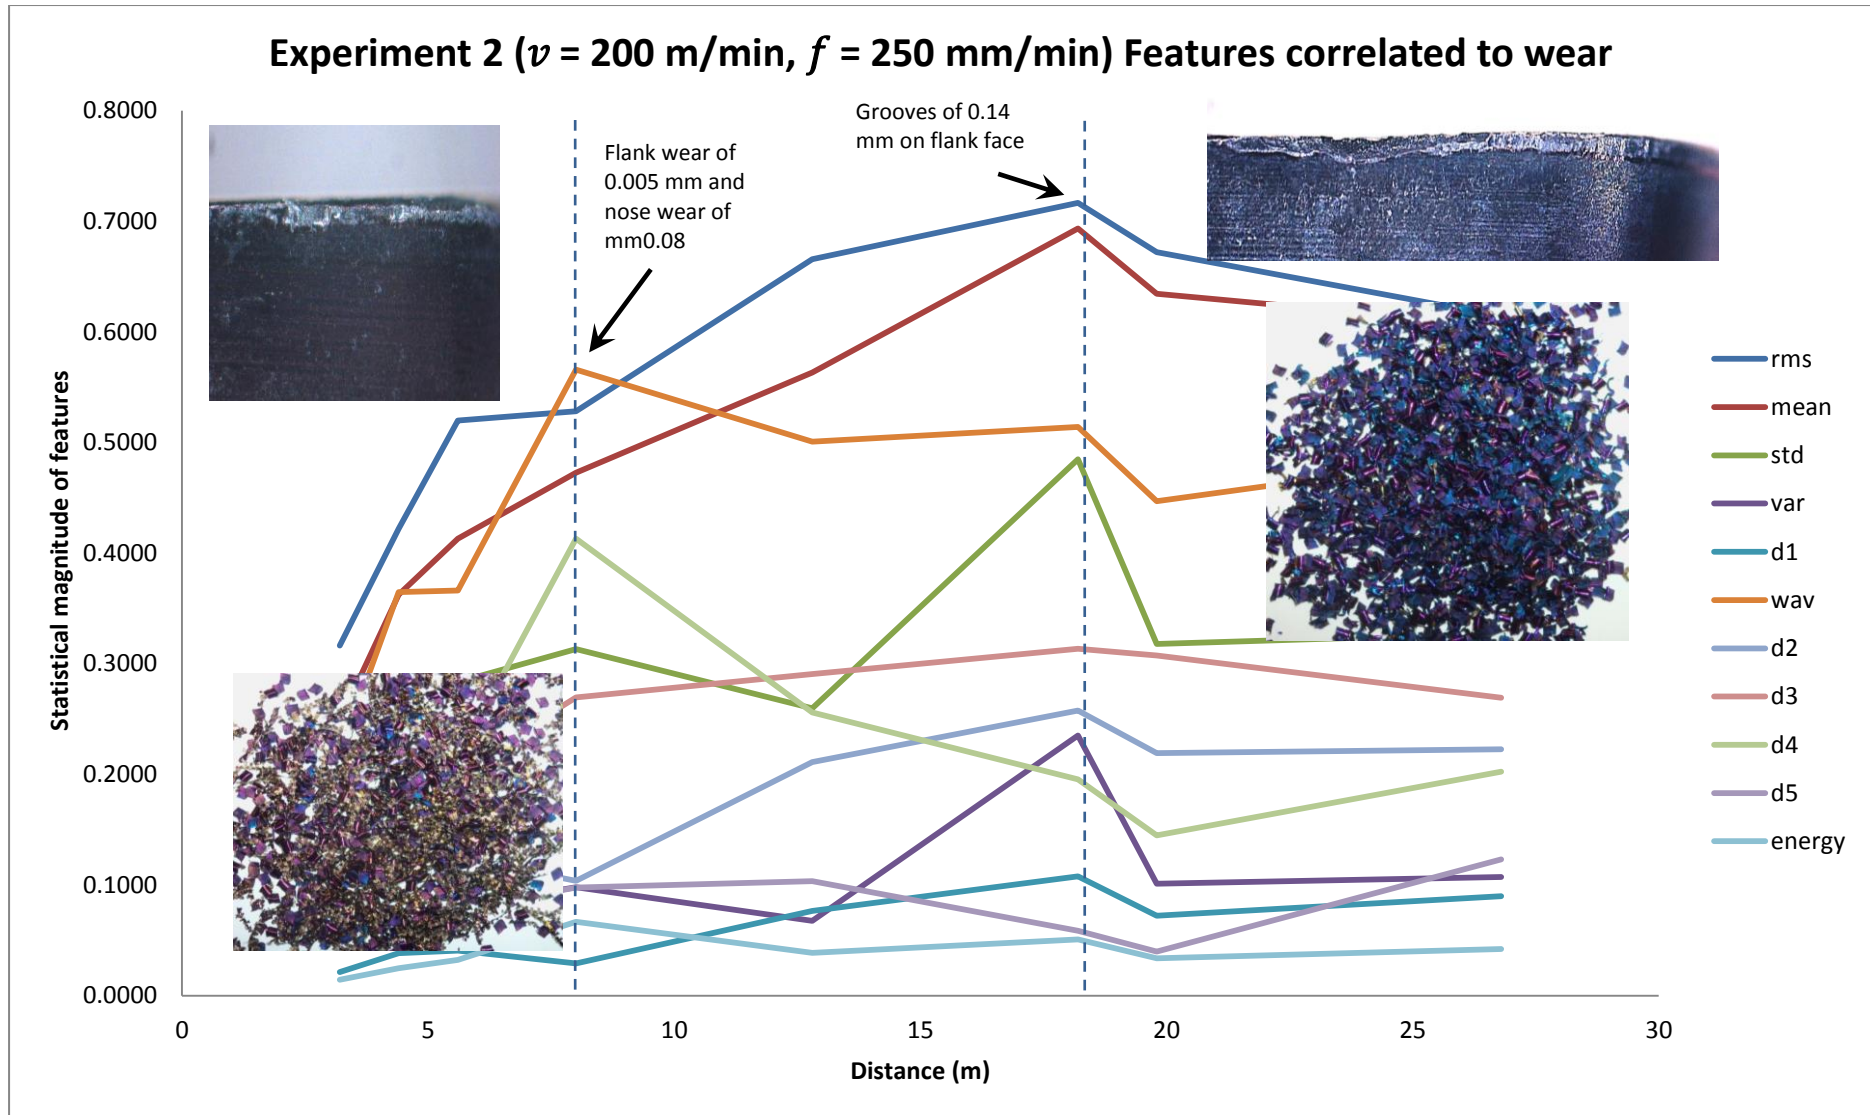 Experiment 2 (𝑣 = 200 m/min, 𝑓 = 250 mm/min) Features correlated to wear
Statistical magnitude of features
0.8000
0.7000
0.6000
0.5000
0.4000
0.3000
0.2000
0.1000
0.0000
Flank wear of
0.005 mm and
nose wear of
mm0.08
Grooves of 0.14
mm on flank face
rms
mean
std
var
d1
wav
d2
d3
d4
d5
energy
0 5 10 15 20 25 30
Distance (m)